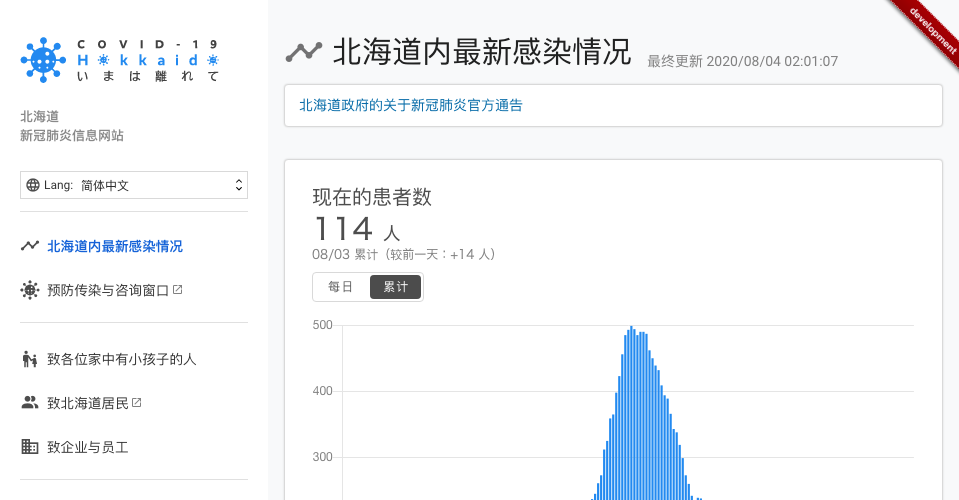 COVID-19
Hokkaido
いまは離れて
北海道
新冠肺炎信息网站
Lang: 简体中文
北海道内最新感染情况
预防传染与咨询窗口
致各位家中有小孩子的人
致北海道居民
致企业与员工
development
北海道内最新感染情况
最终更新 2020/08/04 02:01:07
北海道政府的关于新冠肺炎官方通告
现在的患者数
114 人
08/03 累计（较前一天：+14 人）
每日
累计
500
400
300